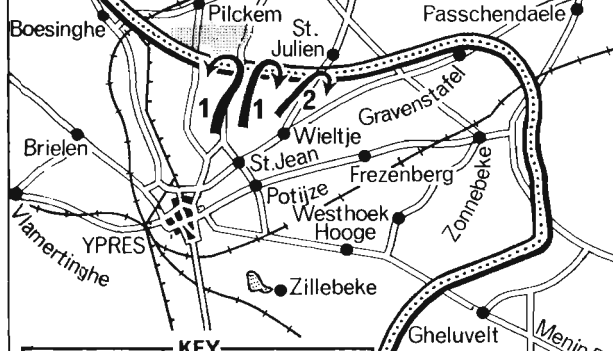 Pilckem
Passchendaele
Boesinghe
St.
Julien
1
1
2
Gravenstafel
Wieltje
Brielen
St.Jean
Frezenberg
Potijze
Zonnebeke
Westhoek
Hooge
YPRES
Vlamertinghe
Zillebeke
Gheluvelt
Menin
KEY